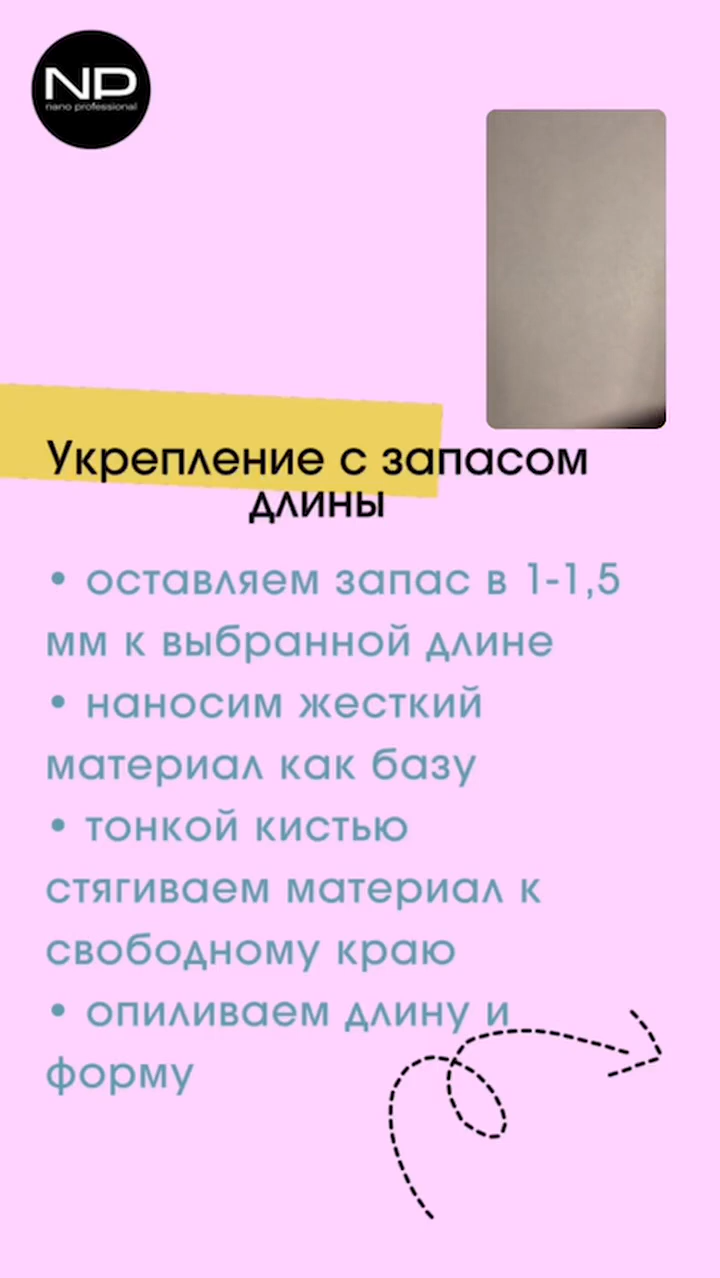 NP
nano professional
Укрепление с запасом
длины
• оставляем запас в 1-1,5
мм к выбранной длине
• наносим жесткий
материал как базу
• тонкой кистью
стягиваем материал к
свободному краю
• опиливаем длину и
форму